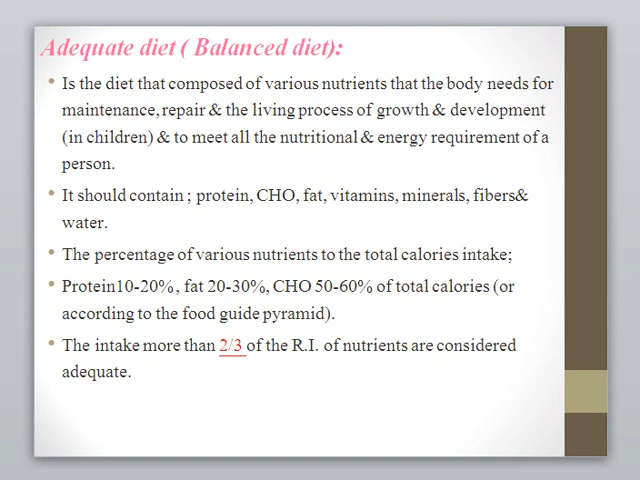 Adequate diet ( Balanced diet):
• Is the diet that composed of various nutrients that the body needs for
maintenance, repair & the living process of growth & development
(in children) & to meet all the nutritional & energy requirement of a
person.
• It should contain ; protein, CHO, fat, vitamins, minerals, fibers&
water.
• The percentage of various nutrients to the total calories intake;
• Protein10-20% , fat 20-30%, CHO 50-60% of total calories (or
according to the food guide pyramid).
• The intake more than 2/3 of the R.I. of nutrients are considered
adequate.